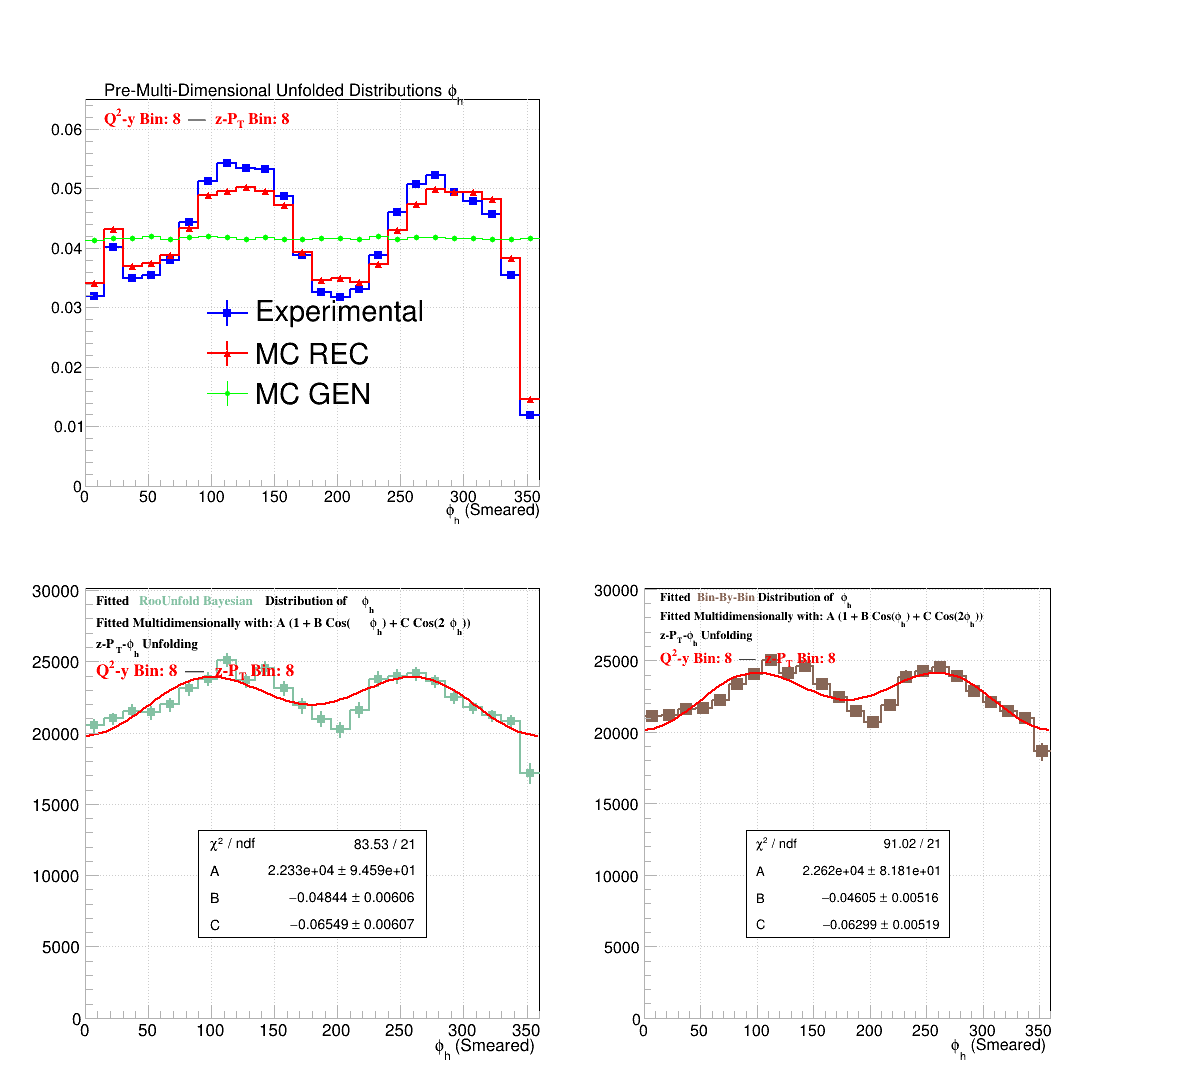 Pre-Multi-Dimensional Unfolded Distributions ϕh
Q2-y Bin: 8 — z-PT Bin: 8
0.06
0.05
0.04
0.03
0.02
0.01
0
Experimental
MC REC
MC GEN
0 50 100 150 200 250 300 350
ϕh (Smeared)
30000
25000
20000
15000
10000
5000
0
Fitted RooUnfold Bayesian Distribution of ϕh
Fitted Multidimensionally with: A (1 + B Cos( ϕh) + C Cos(2 ϕh))
z-PT-ϕh Unfolding
Q2-y Bin: 8 — z-PT Bin: 8
χ2 / ndf 83.53 / 21
A 2.233e+04 ± 9.459e+01
B −0.04844 ± 0.00606
C −0.06549 ± 0.00607
0 50 100 150 200 250 300 350
ϕh (Smeared)
30000
25000
20000
15000
10000
5000
0
Fitted Bin-By-Bin Distribution of ϕh
Fitted Multidimensionally with: A (1 + B Cos(ϕh) + C Cos(2ϕh))
z-PT-ϕh Unfolding
Q2-y Bin: 8 — z-PT Bin: 8
χ2 / ndf 91.02 / 21
A 2.262e+04 ± 8.181e+01
B −0.04605 ± 0.00516
C −0.06299 ± 0.00519
0 50 100 150 200 250 300 350
ϕh (Smeared)